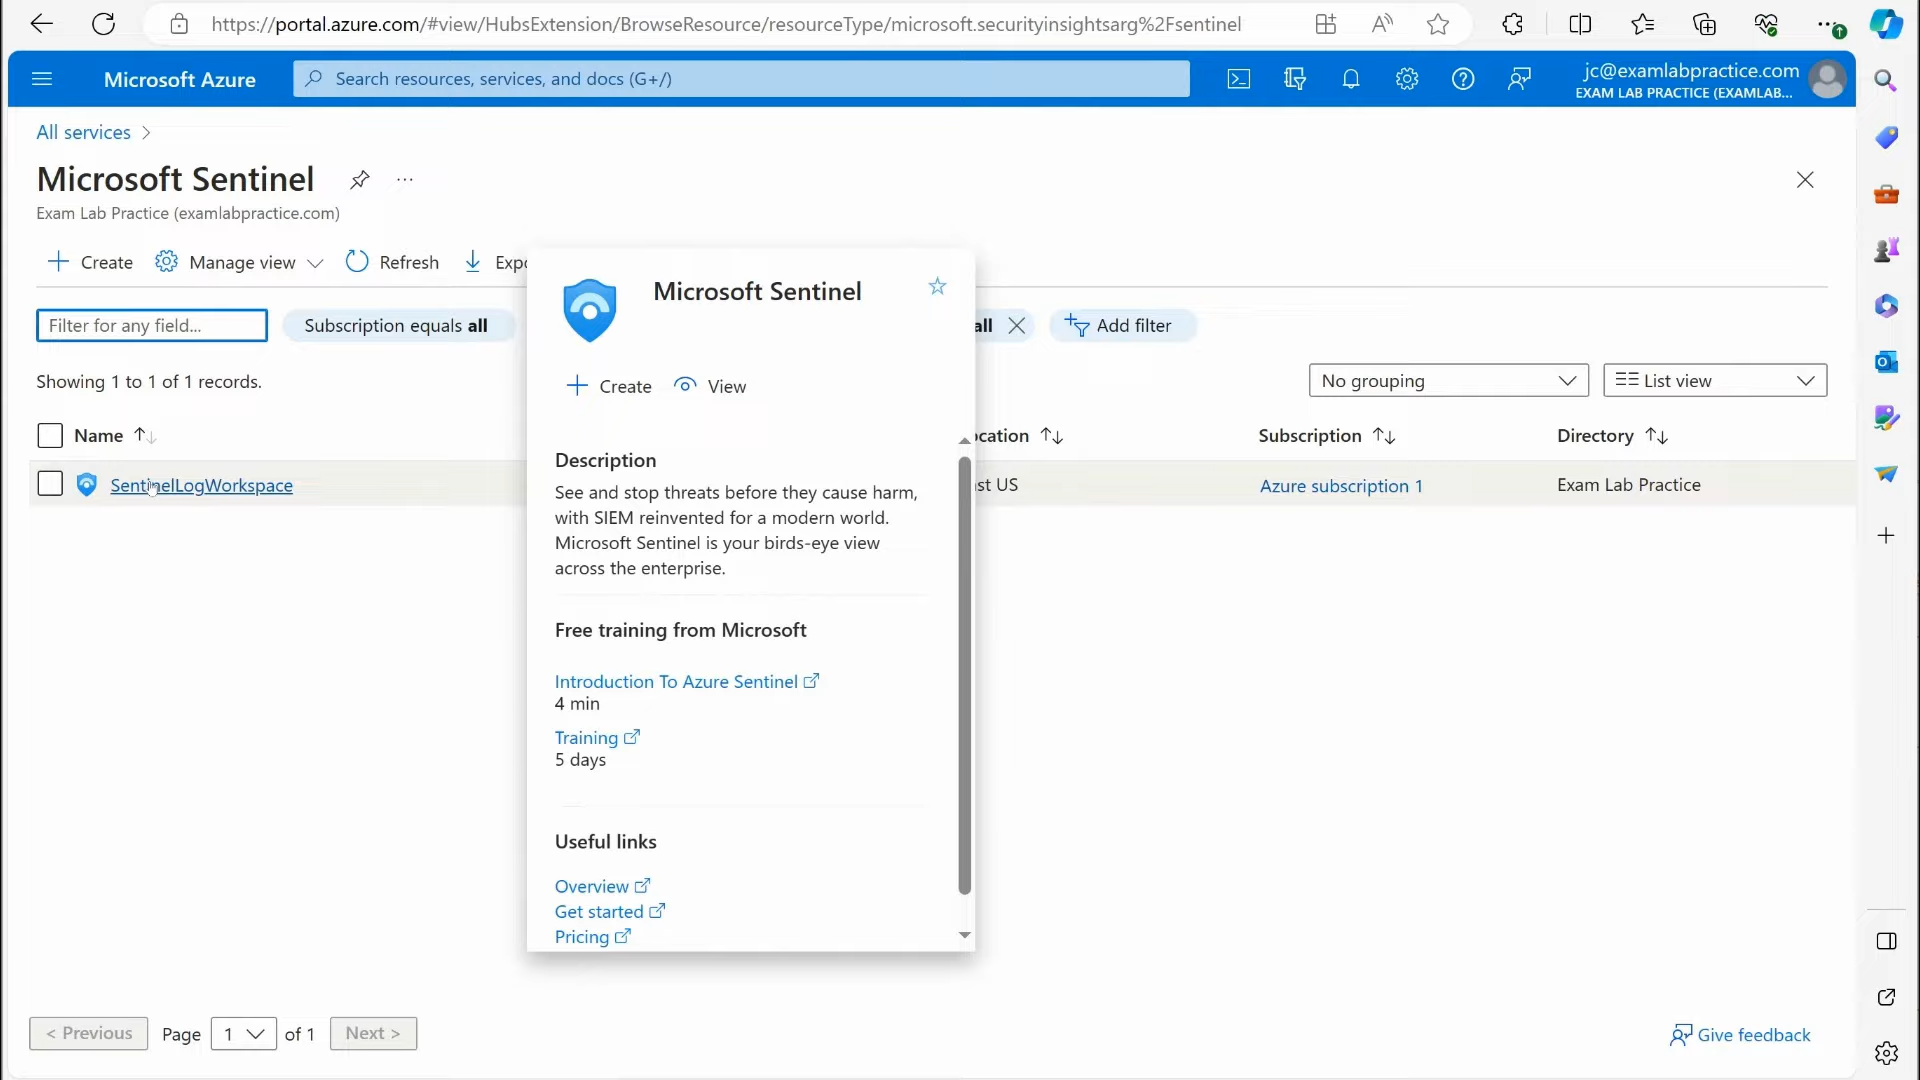 https://portal.azure.com/#view/HubsExtension/BrowseResource/resourceType/microsoft.securityinsightsarg%2Fsentinel
Microsoft Azure
Search resources, services, and docs (G+/)
jc@examlabpractice.com
EXAM LAB PRACTICE (EXAMLAB...
All services >
Microsoft Sentinel
Exam Lab Practice (examlabpractice.com)
Create
Manage view
Refresh
Expo
Filter for any field...
Subscription equals all
all
Add filter
Showing 1 to 1 of 1 records.
No grouping
List view
Name
ocation
Subscription
Directory
SentinelLogWorkspace
st US
Azure subscription 1
Exam Lab Practice
Microsoft Sentinel
Create
View
Description
See and stop threats before they cause harm,
with SIEM reinvented for a modern world.
Microsoft Sentinel is your birds-eye view
across the enterprise.
Free training from Microsoft
Introduction To Azure Sentinel
4 min
Training
5 days
Useful links
Overview
Get started
Pricing
< Previous
Page
1
of 1
Next >
Give feedback